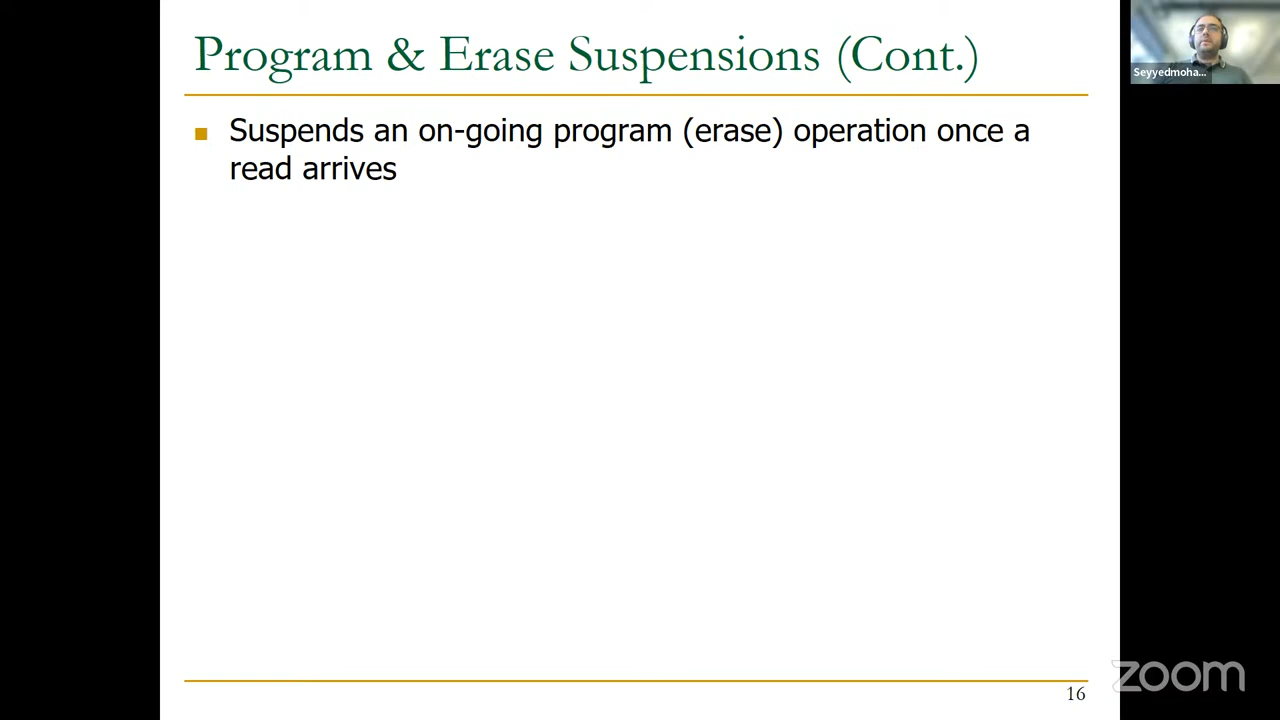 Program & Erase Suspensions (Cont.)
Seyyedmoha...
Suspends an on-going program (erase) operation once a
read arrives
16
zoom